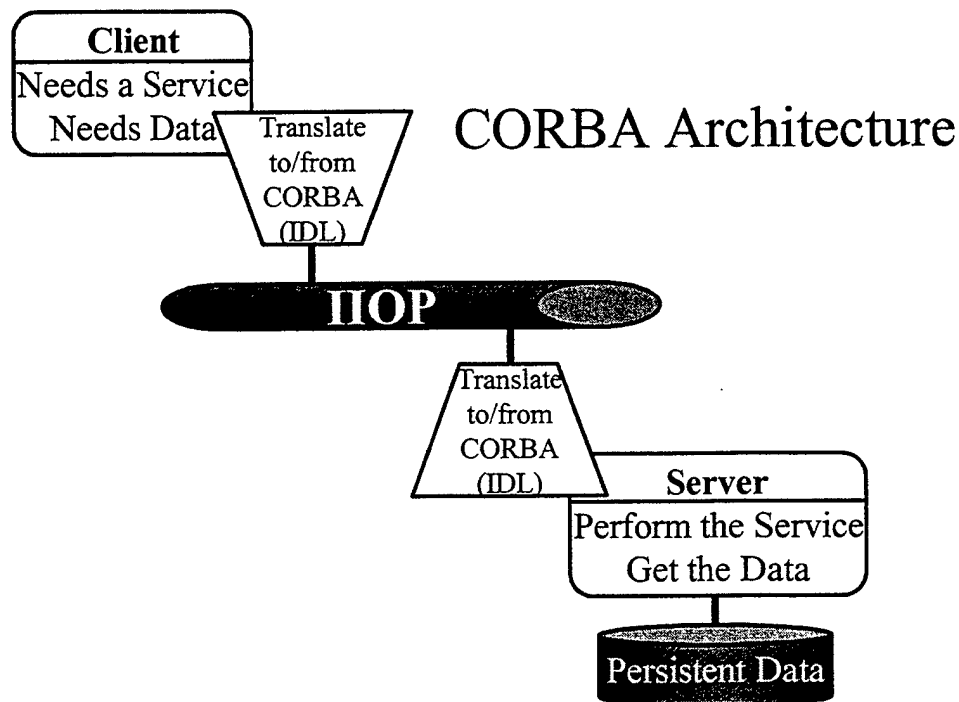 Client
Needs a Service
Needs Data
Translate
to/from
CORBA
(IDL)
CORBA Architecture
IIOP
Translate
to/from
CORBA
(IDL)
Server
Perform the Service
Get the Data
Persistent Data